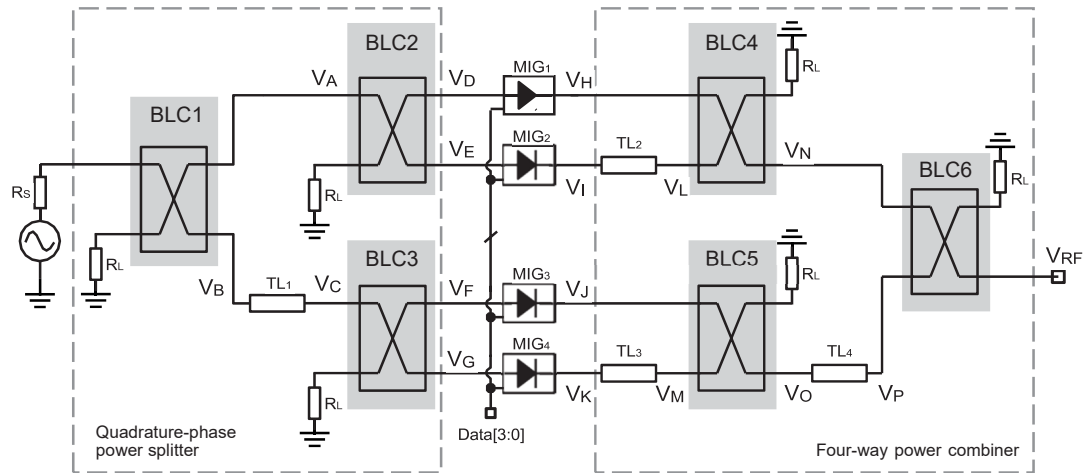 BLC1
BLC2
BLC3
BLC4
BLC5
BLC6
RS
RL
VA
VB
TL1
VC
RL
RL
VD
VE
VF
VG
MIG1
MIG2
MIG3
MIG4
Data[3:0]
VH
VI
VJ
VK
TL2
TL3
VL
VM
RL
RL
VN
VO
TL4
VP
RL
VRF
Quadrature-phase
power splitter
Four-way power combiner